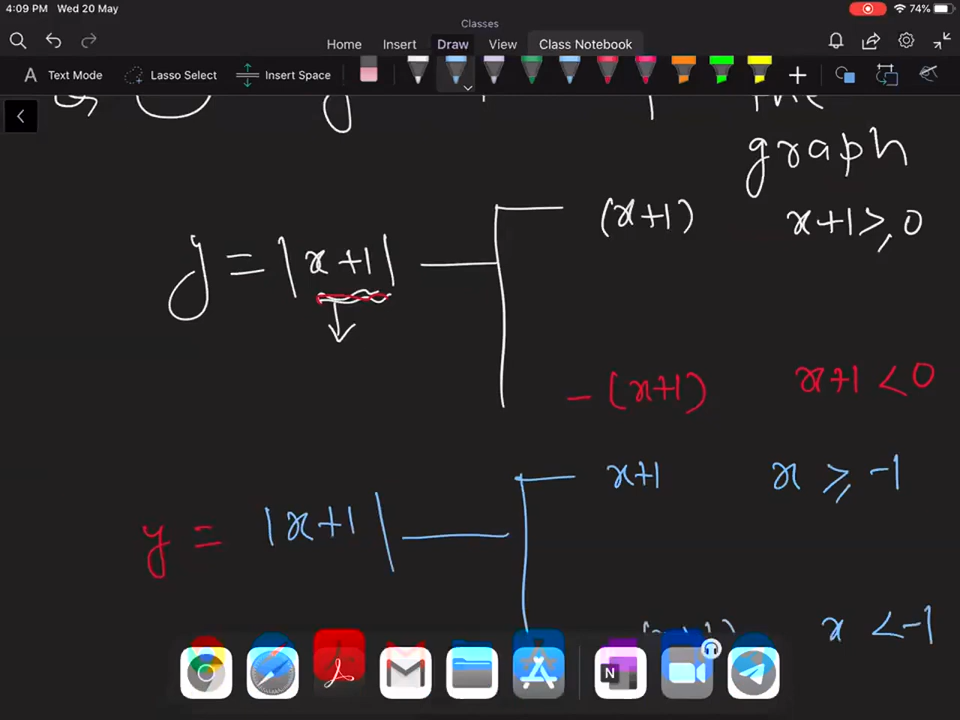 4:09 PM Wed 20 May
74%
Classes
Home Insert Draw View Class Notebook
A Text Mode Lasso Select Insert Space
the
graph
y = |x+1| (x+1) x+1 ≥ 0
-(x+1) x+1 < 0
y = |x+1| x+1 x ≥ -1
x < -1
N